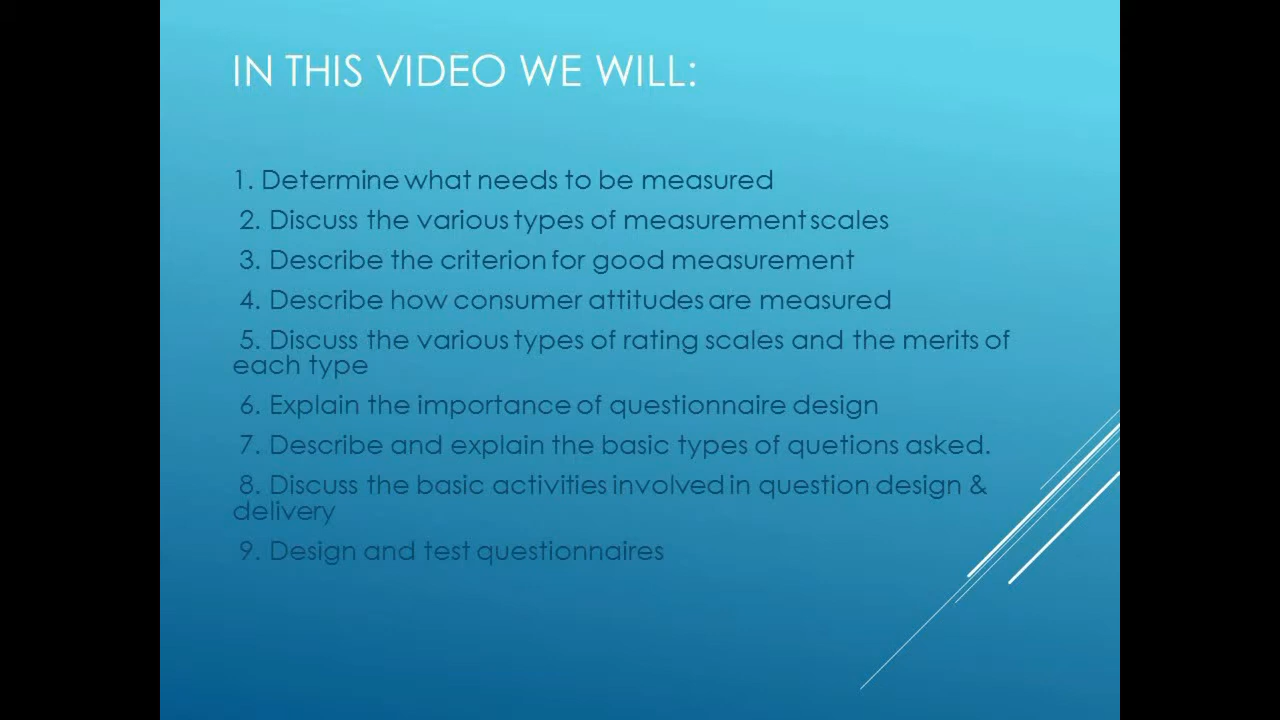 IN THIS VIDEO WE WILL:
1. Determine what needs to be measured
2. Discuss the various types of measurement scales
3. Describe the criterion for good measurement
4. Describe how consumer attitudes are measured
5. Discuss the various types of rating scales and the merits of
each type
6. Explain the importance of questionnaire design
7. Describe and explain the basic types of quetions asked.
8. Discuss the basic activities involved in question design &
delivery
9. Design and test questionnaires